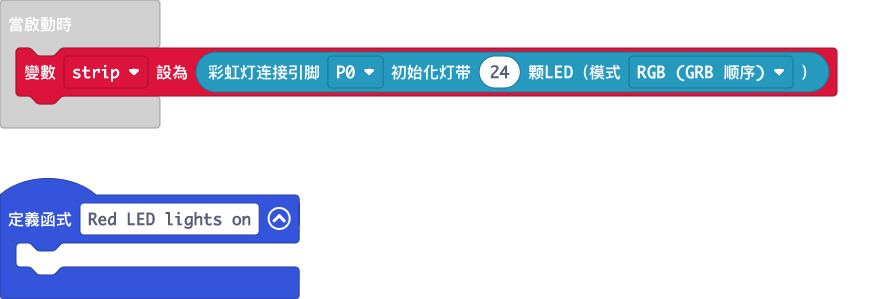 當啟動時
變數 strip 設為 彩虹灯连接引脚 P0 初始化灯带 24 颗LED (模式 RGB (GRB 顺序) )
定義函式 Red LED lights on